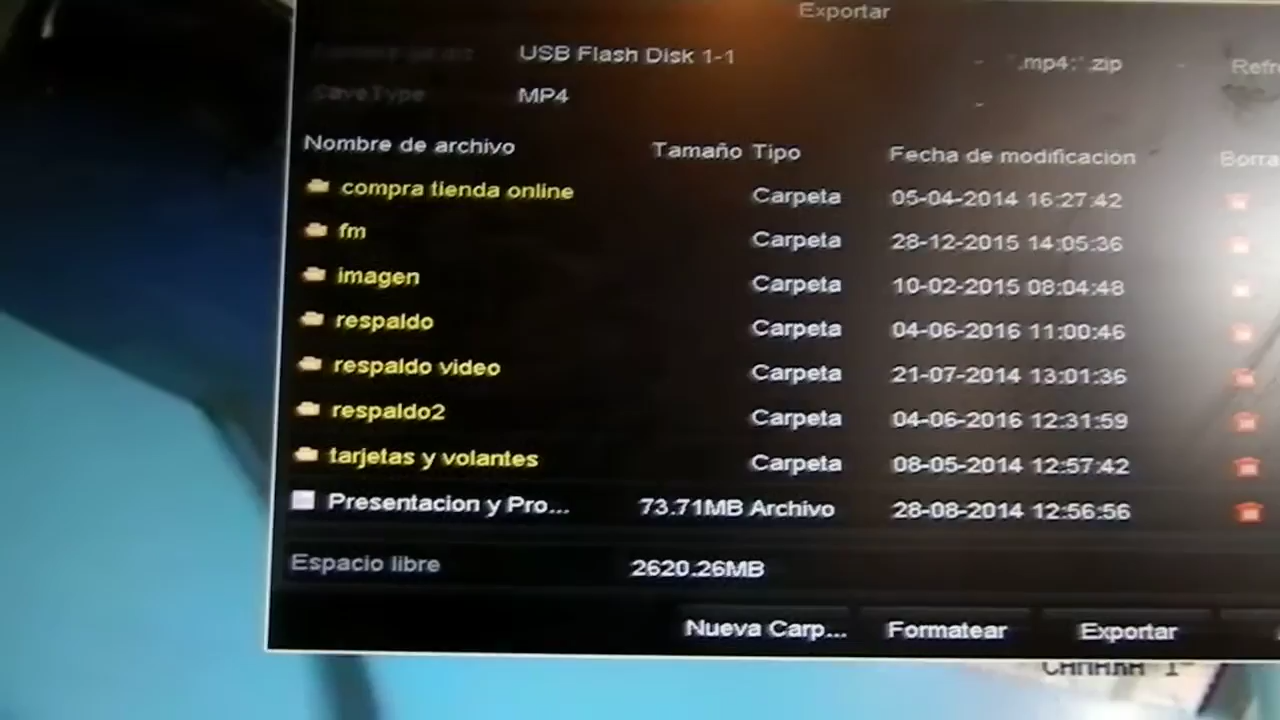 Exportar
USB Flash Disk 1-1
*.mp4;*.zip
SaveType MP4
Nombre de archivo Tamaño Tipo Fecha de modificación
compra tienda online Carpeta 05-04-2014 16:27:42
fm Carpeta 28-12-2015 14:05:36
imagen Carpeta 10-02-2015 08:04:48
respaldo Carpeta 04-06-2016 11:00:46
respaldo video Carpeta 21-07-2014 13:01:36
respaldo2 Carpeta 04-06-2016 12:31:59
tarjetas y volantes Carpeta 08-05-2014 12:57:42
Presentacion y Pro... 73.71MB Archivo 28-08-2014 12:56:56
Espacio libre 2620.26MB
Nueva Carp... Formatear Exportar